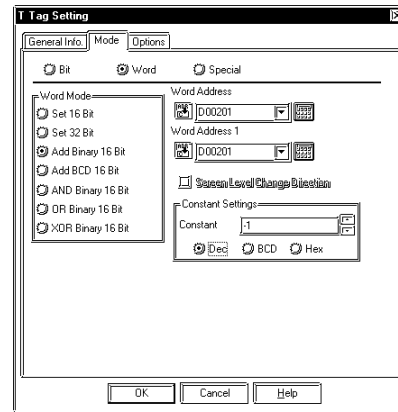 T Tag Setting
General Info. Mode Options
Bit Word Special
Word Mode
Set 16 Bit
Set 32 Bit
Add Binary 16 Bit
Add BCD 16 Bit
AND Binary 16 Bit
OR Binary 16 Bit
XOR Binary 16 Bit
Word Address
D00201
Word Address 1
D00201
Screen Level Change Direction
Constant Settings
Constant -1
Dec BCD Hex
OK Cancel Help